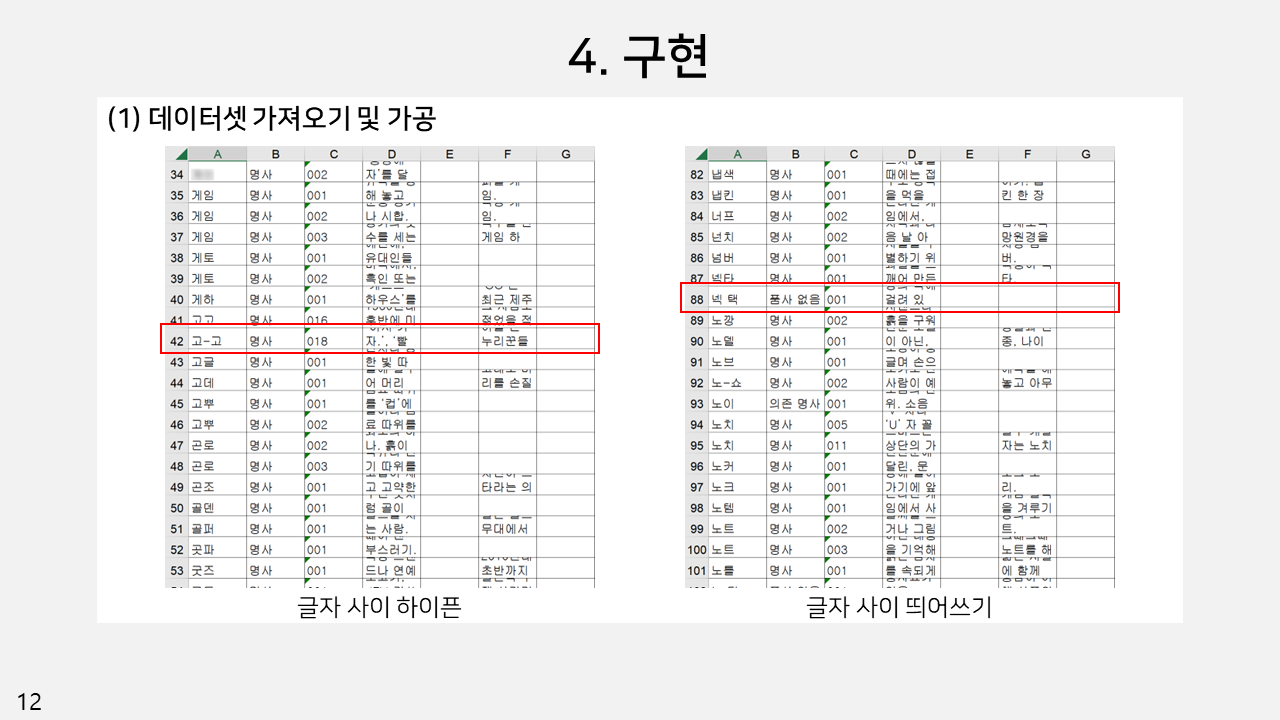 4. 구현
(1) 데이터셋 가져오기 및 가공
A B C D E F G
34 명사 002 자'를 달
35 게임 명사 001 해 놓고 임.
36 게임 명사 002 나 시합. 임.
37 게임 명사 003 수를 세는 게임 하
38 게토 명사 001 유대인들
39 게토 명사 002 흑인 또는
40 게하 명사 001 하우스'를 최근 제주
41 고고 명사 016 후반에 미 젊었을 적
42 고-고 명사 018 자.', '빨 누리꾼들
43 고글 명사 001 한 빛 따
44 고데 명사 001 어 머리 리를 손질
45 고뿌 명사 001 를 '컵'에
46 고뿌 명사 002 료 따위를
47 곤로 명사 002 나. 흙이
48 곤로 명사 003 기 따위를
49 곤조 명사 001 고 고약한 타라는 의
50 골덴 명사 001 럼 골이
51 골퍼 명사 001 는 사람. 무대에서
52 곳파 명사 001 부스러기.
53 굿즈 명사 001 드나 연예 초반까지
글자 사이 하이픈
A B C D E F G
82 냅색 명사 001 때에는 접
83 냅킨 명사 001 을 먹을 킨 한 장
84 너프 명사 002 임에서,
85 넌치 명사 002 음 날 아 망원경을
86 넘버 명사 001 별하기 위 버.
87 넥타 명사 001 깨어 만든 타.
88 넥 택 품사 없음 001 걸려 있
89 노깡 명사 002 흙을 구워
90 노멜 명사 001 이 아닌, 종, 나이
91 노브 명사 001 글며 손으
92 노-쇼 명사 002 사람이 예 놓고 아무
93 노이 의존 명사 001 위. 소음
94 노치 명사 005 'U' 자 꼴
95 노치 명사 011 상단의 가 자는 노치
96 노커 명사 001 달린, 문
97 노크 명사 001 가기에 앞 리.
98 노템 명사 001 임에서 사 을 겨루기
99 노트 명사 002 거나 그림 트.
100 노트 명사 003 을 기억해 노트를 해
101 노틀 명사 001 를 속되게 에 함께
글자 사이 띄어쓰기
12